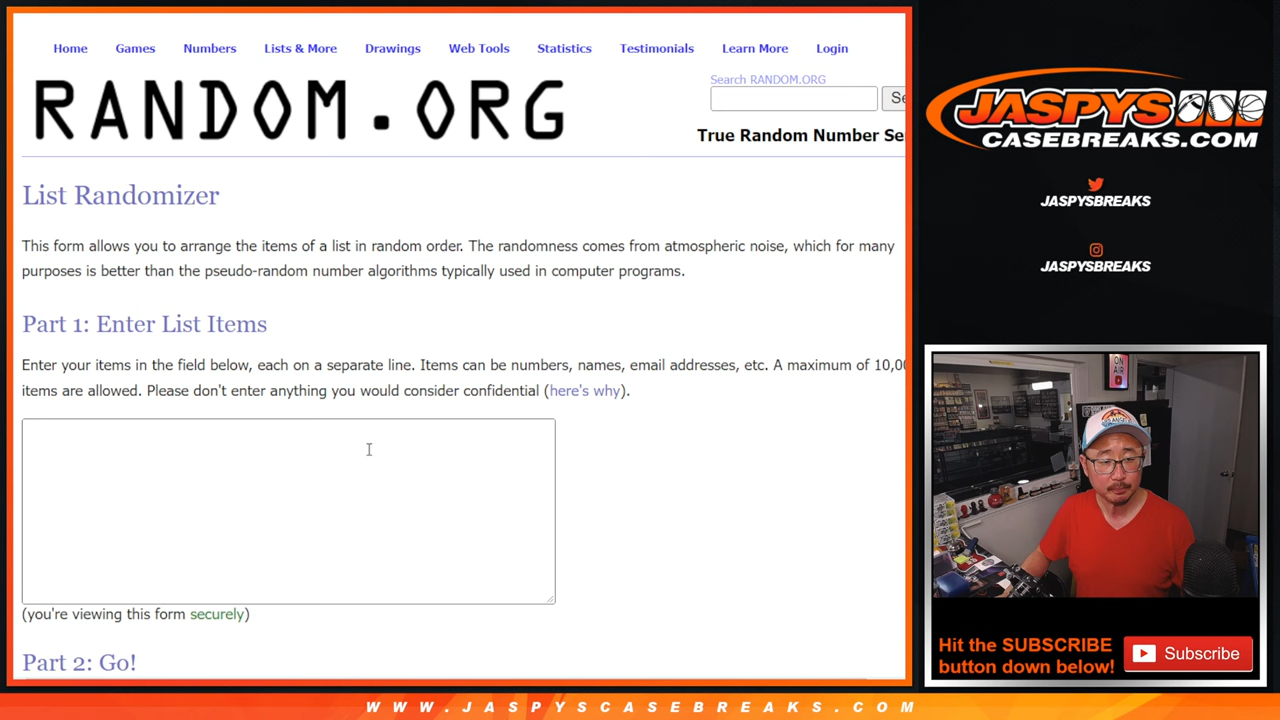 Home Games Numbers Lists & More Drawings Web Tools Statistics Testimonials Learn More Login
RANDOM.ORG
Search RANDOM.ORG
Se
True Random Number Se
List Randomizer
This form allows you to arrange the items of a list in random order. The randomness comes from atmospheric noise, which for many
purposes is better than the pseudo-random number algorithms typically used in computer programs.
Part 1: Enter List Items
Enter your items in the field below, each on a separate line. Items can be numbers, names, email addresses, etc. A maximum of 10,00
items are allowed. Please don't enter anything you would consider confidential (here's why).
(you're viewing this form securely)
Part 2: Go!
JASPYS
CASEBREAKS.COM
JASPYSBREAKS
JASPYSBREAKS
ON
AIR
Hit the SUBSCRIBE
button down below!
Subscribe
WWW.JASPYSCASEBREAKS.COM